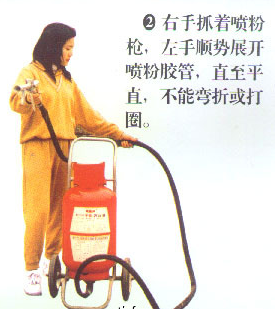 ❷右手抓着喷粉
枪，左手顺势展开
喷粉胶管，直至平
直，不能弯折或打
圈。